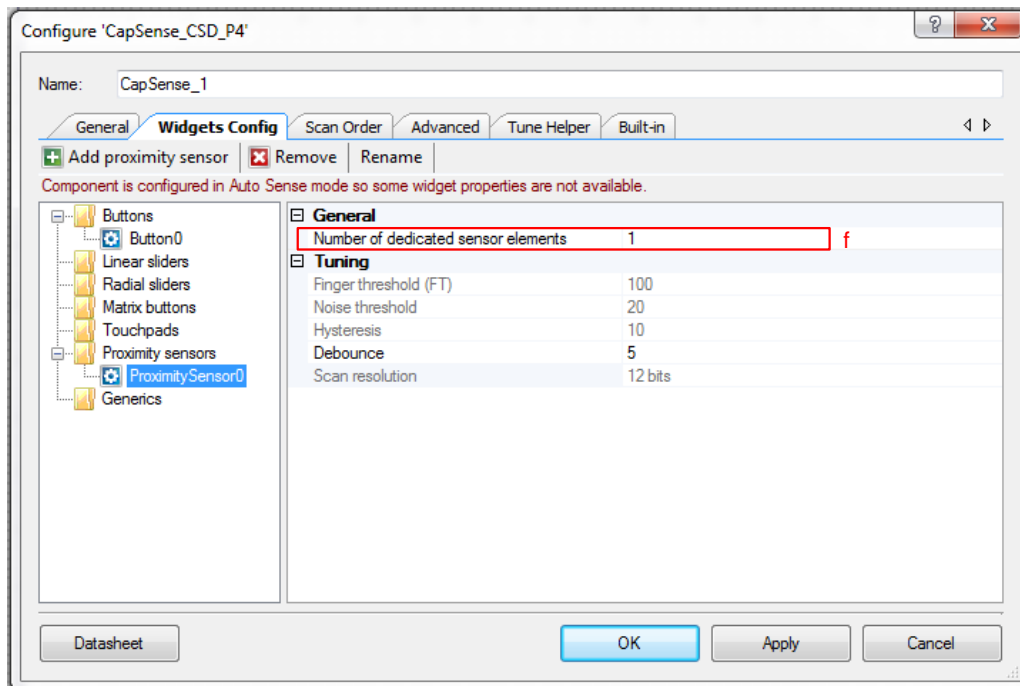 Configure 'CapSense_CSD_P4'
Name: CapSense_1
General Widgets Config Scan Order Advanced Tune Helper Built-in
Add proximity sensor Remove Rename
Component is configured in Auto Sense mode so some widget properties are not available.
Buttons
Button0
Linear sliders
Radial sliders
Matrix buttons
Touchpads
Proximity sensors
ProximitySensor0
Generics
General
Number of dedicated sensor elements 1 f
Tuning
Finger threshold (FT) 100
Noise threshold 20
Hysteresis 10
Debounce 5
Scan resolution 12 bits
Datasheet OK Apply Cancel